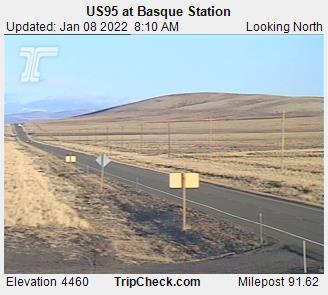 US95 at Basque Station
Updated: Jan 08 2022 8:10 AM Looking North
Elevation 4460 TripCheck.com Milepost 91.62